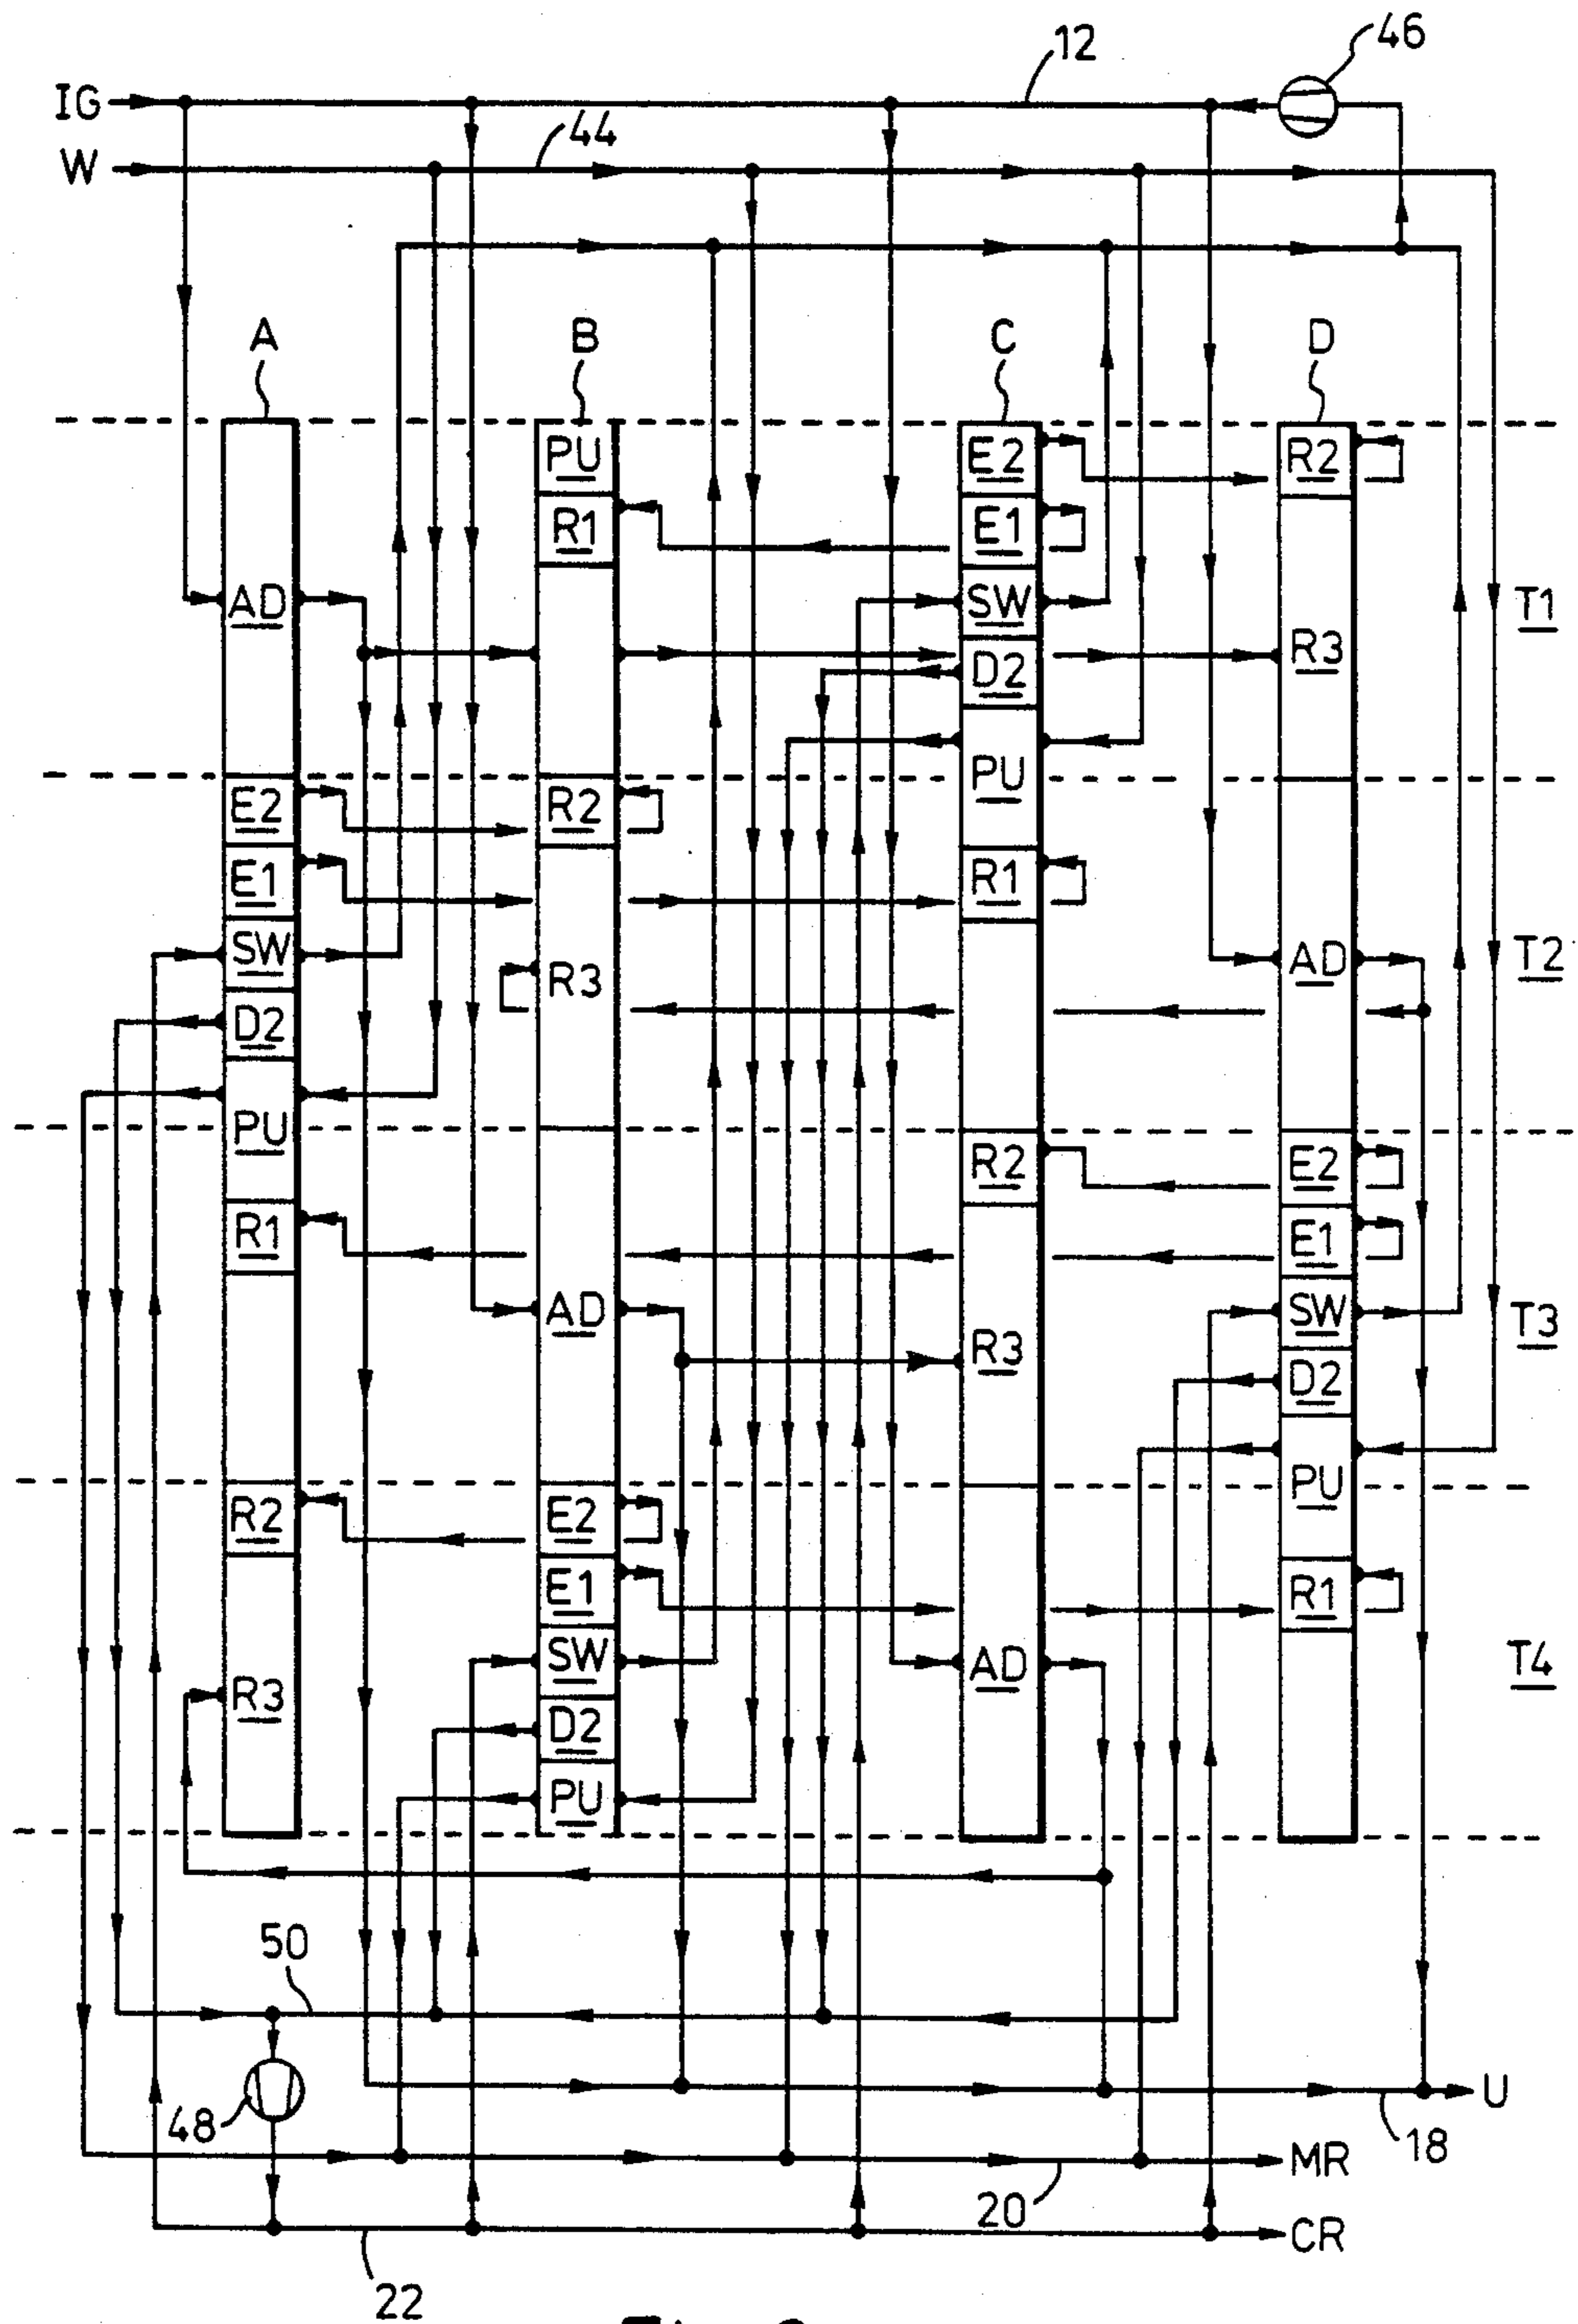 46
12
IG
44
W
A
B
C
D
PU
E2
R2
R1
E1
AD
SW
T1
R3
D2
PU
E2
R2
E1
R1
SW
AD
T2
R3
D2
PU
R2
E2
R1
E1
AD
SW
T3
R3
D2
PU
R2
E2
E1
R1
SW
AD
T4
R3
D2
PU
50
48
U
18
MR
20
CR
22